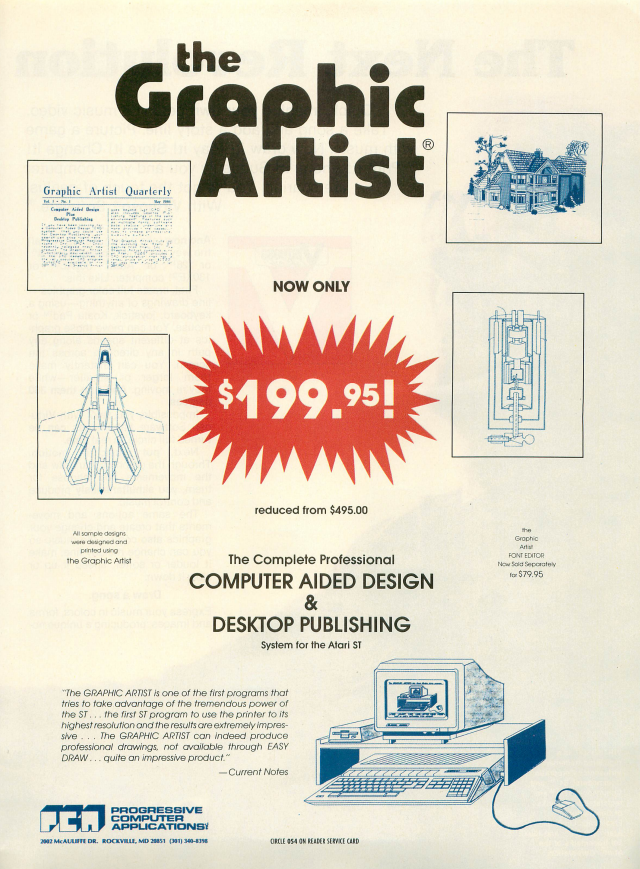 the
Graphic
Artist®
Graphic Artist Quarterly
Vol. 1 • No. 1
Computer Aided Design
Plus
Desktop Publishing
NOW ONLY
$199.95!
reduced from $495.00
All sample designs
were designed and
printed using
the Graphic Artist
the
Graphic
Artist
FONT EDITOR
Now Sold Separately
for $79.95
The Complete Professional
COMPUTER AIDED DESIGN
&
DESKTOP PUBLISHING
System for the Atari ST
"The GRAPHIC ARTIST is one of the first programs that
tries to take advantage of the tremendous power of
the ST . . . the first ST program to use the printer to its
highest resolution and the results are extremely impres-
sive . . . The GRAPHIC ARTIST can indeed produce
professional drawings, not available through EASY
DRAW . . . quite an impressive product."
—Current Notes
PCA PROGRESSIVE
COMPUTER
APPLICATIONS
2002 McAULIFFE DR. ROCKVILLE, MD 20851 (301) 340-8398
CIRCLE 054 ON READER SERVICE CARD